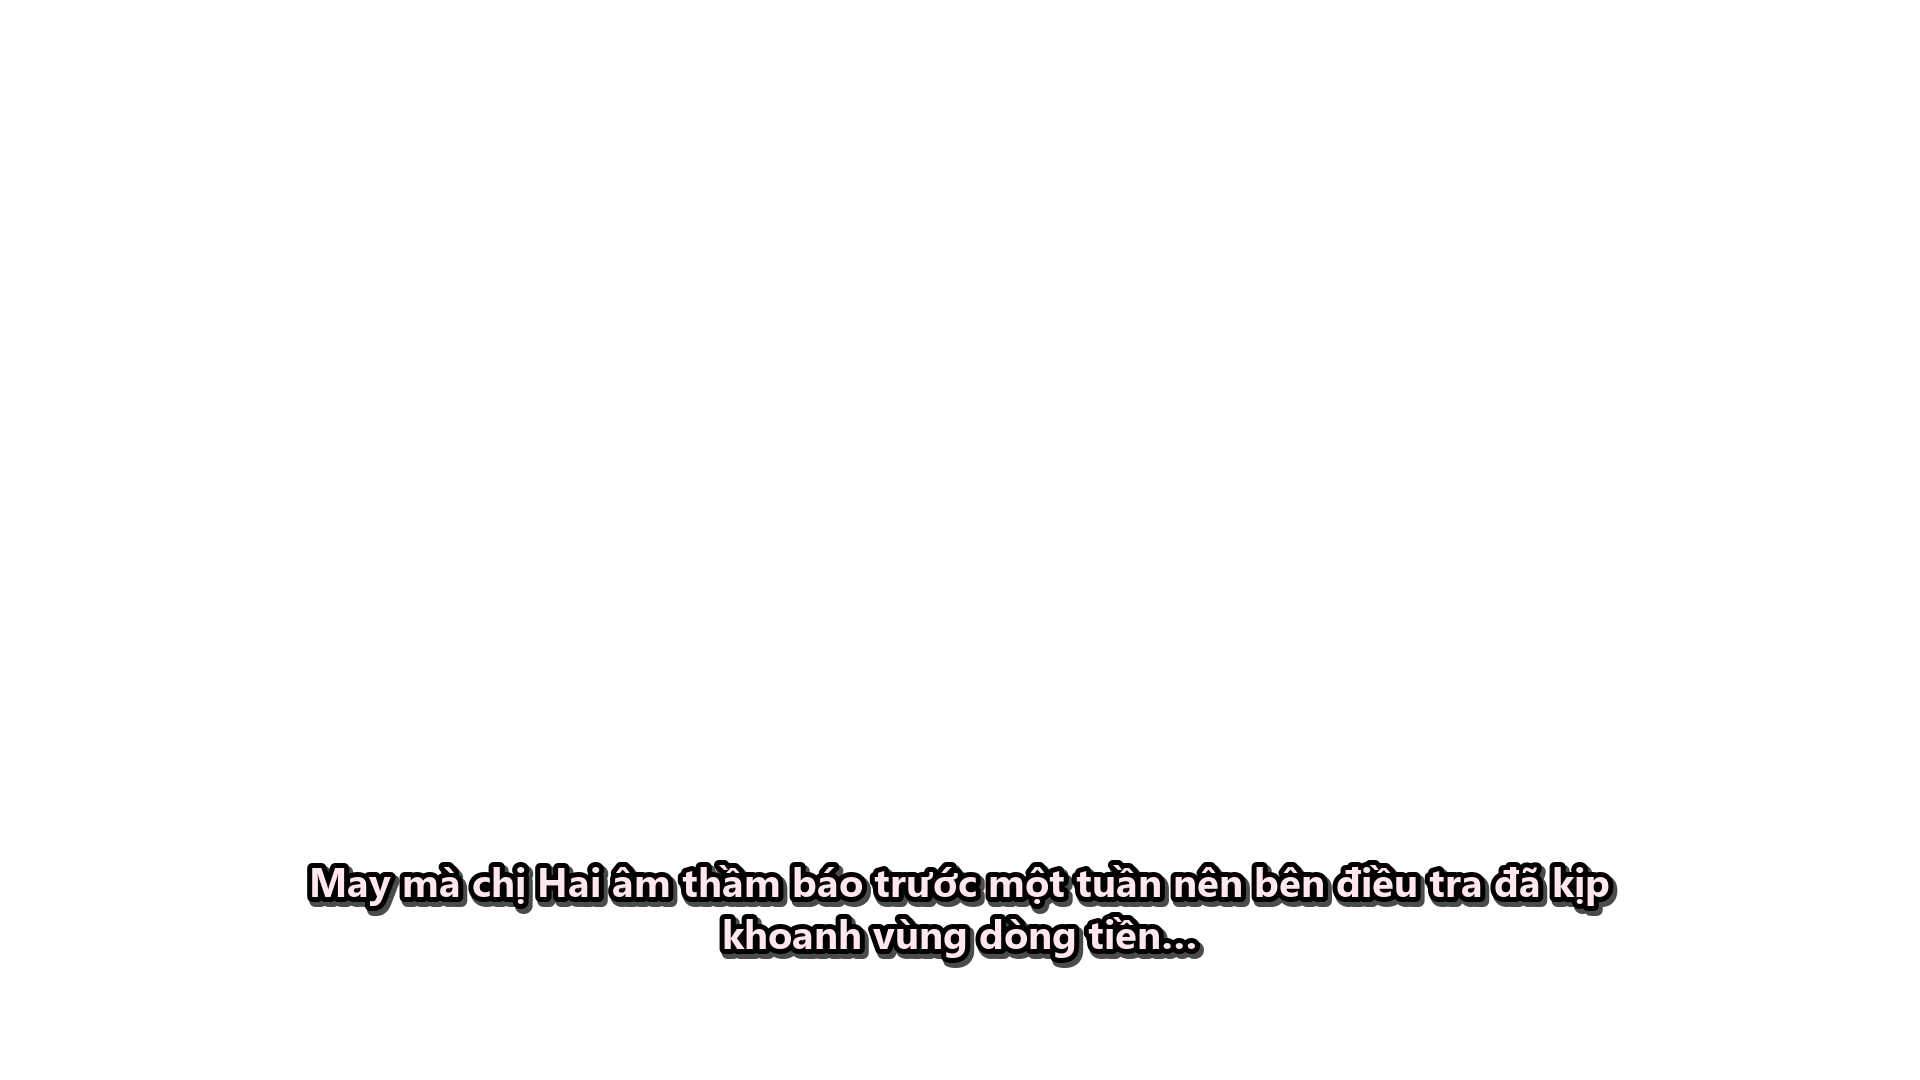 May mà chị Hai âm thầm báo trước một tuần nên bên điều tra đã kịp
khoanh vùng dòng tiền...